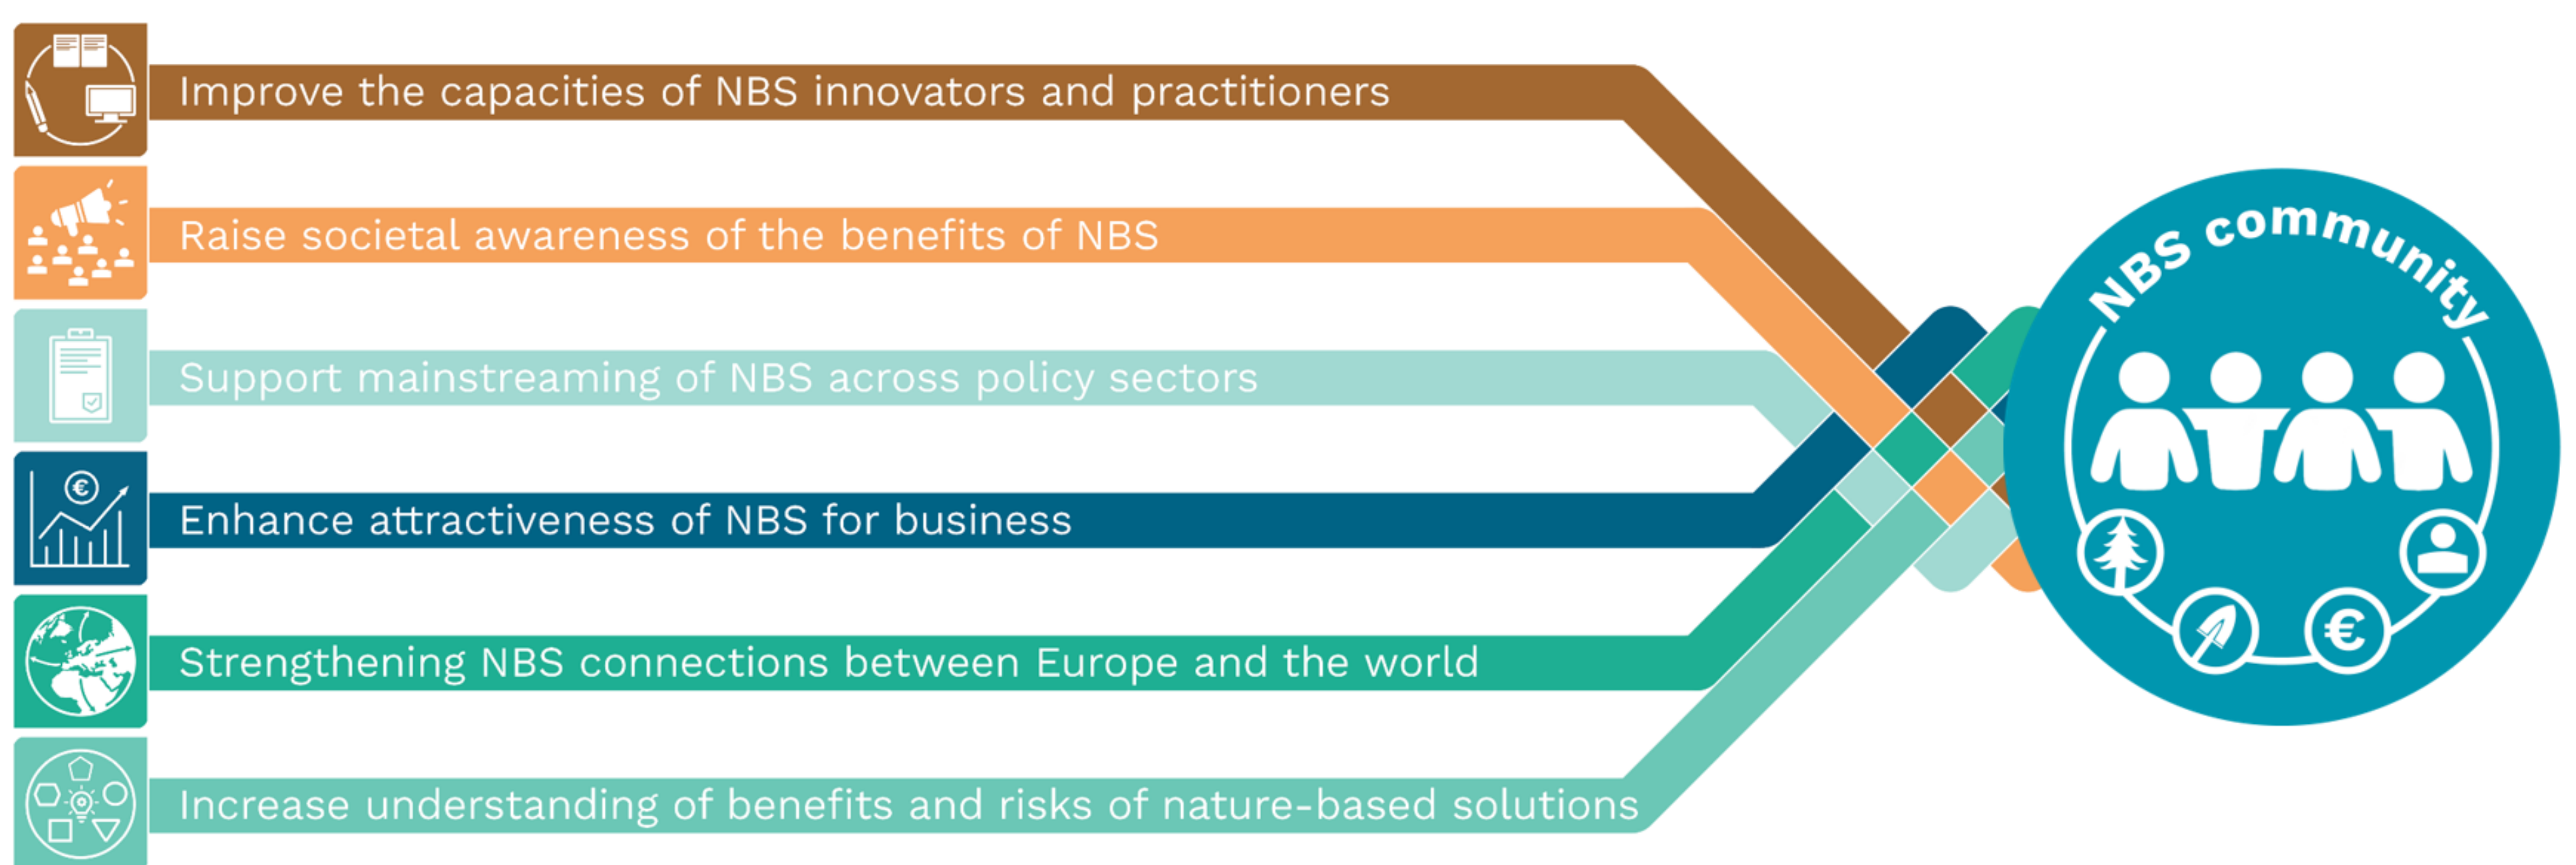 Improve the capacities of NBS innovators and practitioners
Raise societal awareness of the benefits of NBS
Support mainstreaming of NBS across policy sectors
€
Enhance attractiveness of NBS for business
Strengthening NBS connections between Europe and the world
Increase understanding of benefits and risks of nature-based solutions
NBS community
€